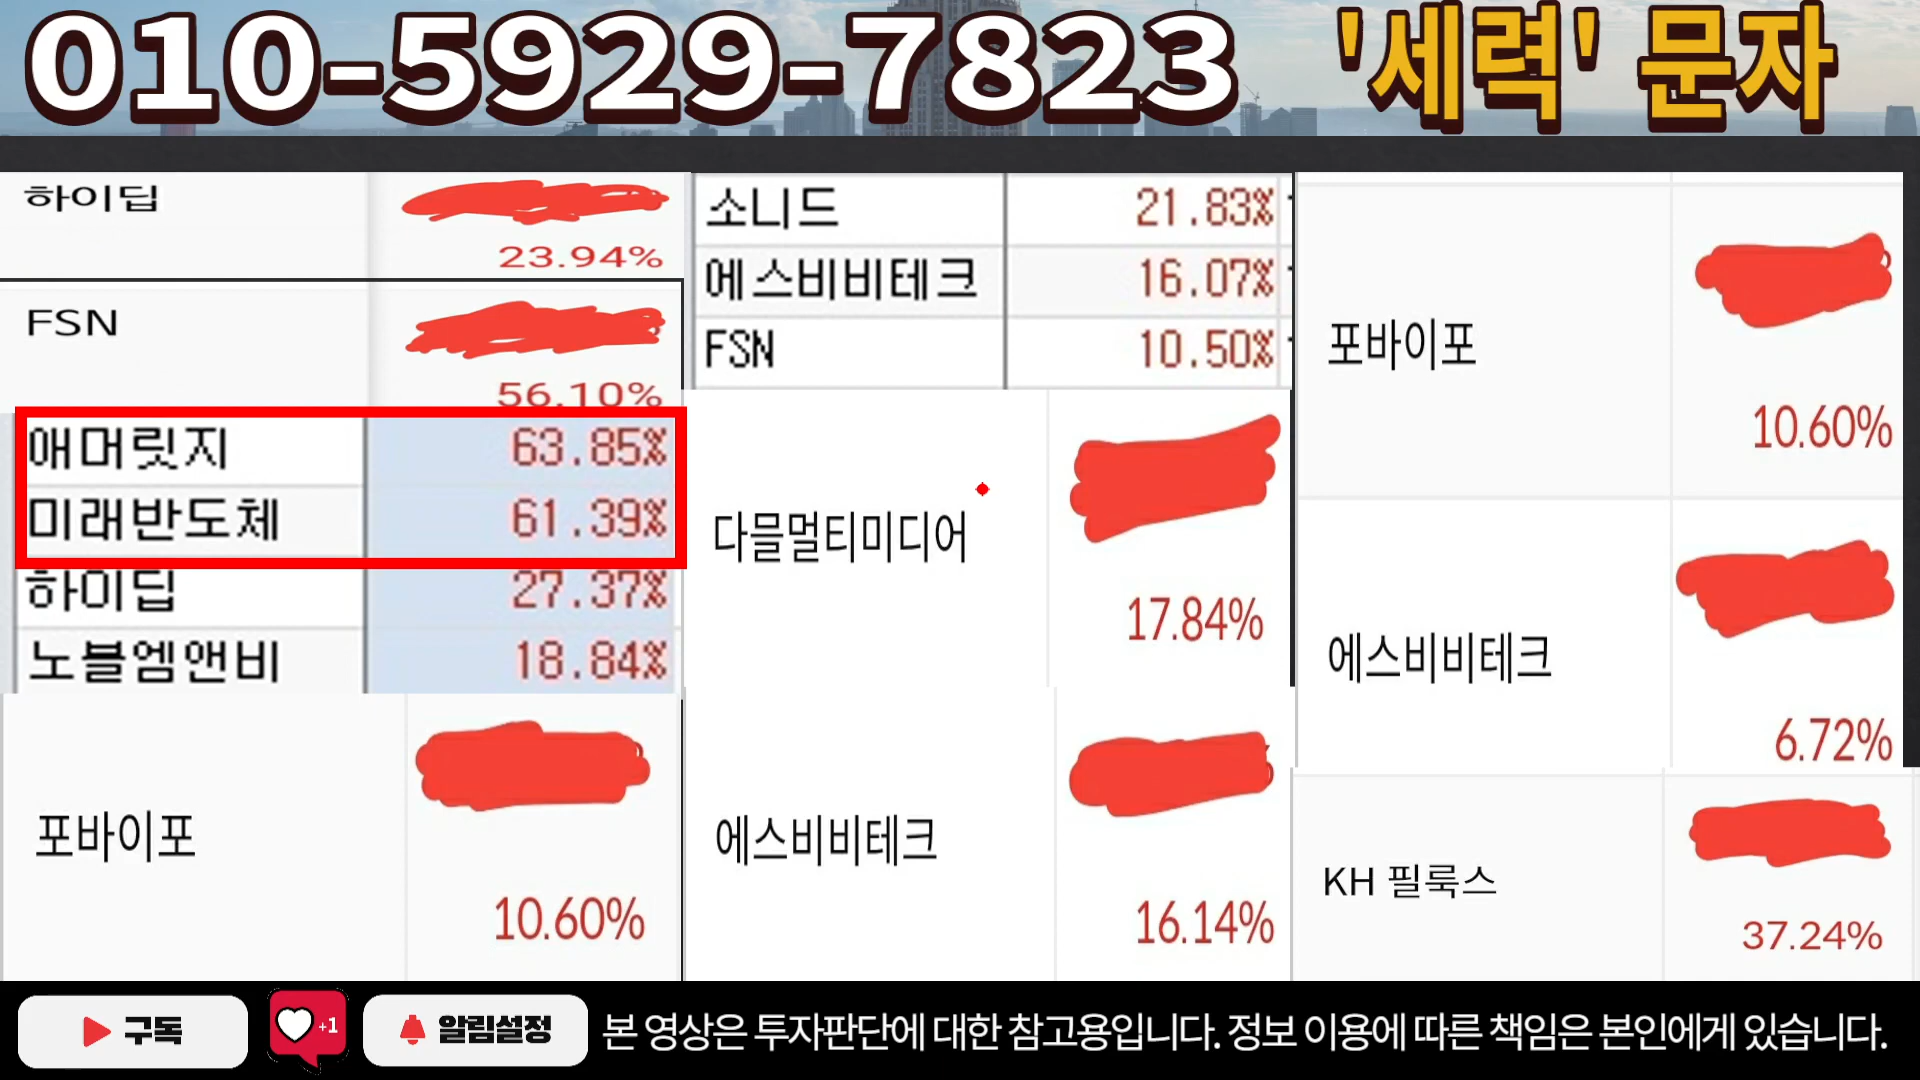 010-5929-7823 '세력' 문자
하이딥
23.94%
FSN
56.10%
애머릿지 63.85%
미래반도체 61.39%
하이딥 27.37%
노블엠앤비 18.84%
포바이포
10.60%
소니드 21.83%
에스비비테크 16.07%
FSN 10.50%
다믈멀티미디어
17.84%
에스비비테크
16.14%
포바이포
10.60%
에스비비테크
6.72%
KH 필룩스
37.24%
구독 +1 알림설정 본 영상은 투자판단에 대한 참고용입니다. 정보 이용에 따른 책임은 본인에게 있습니다.